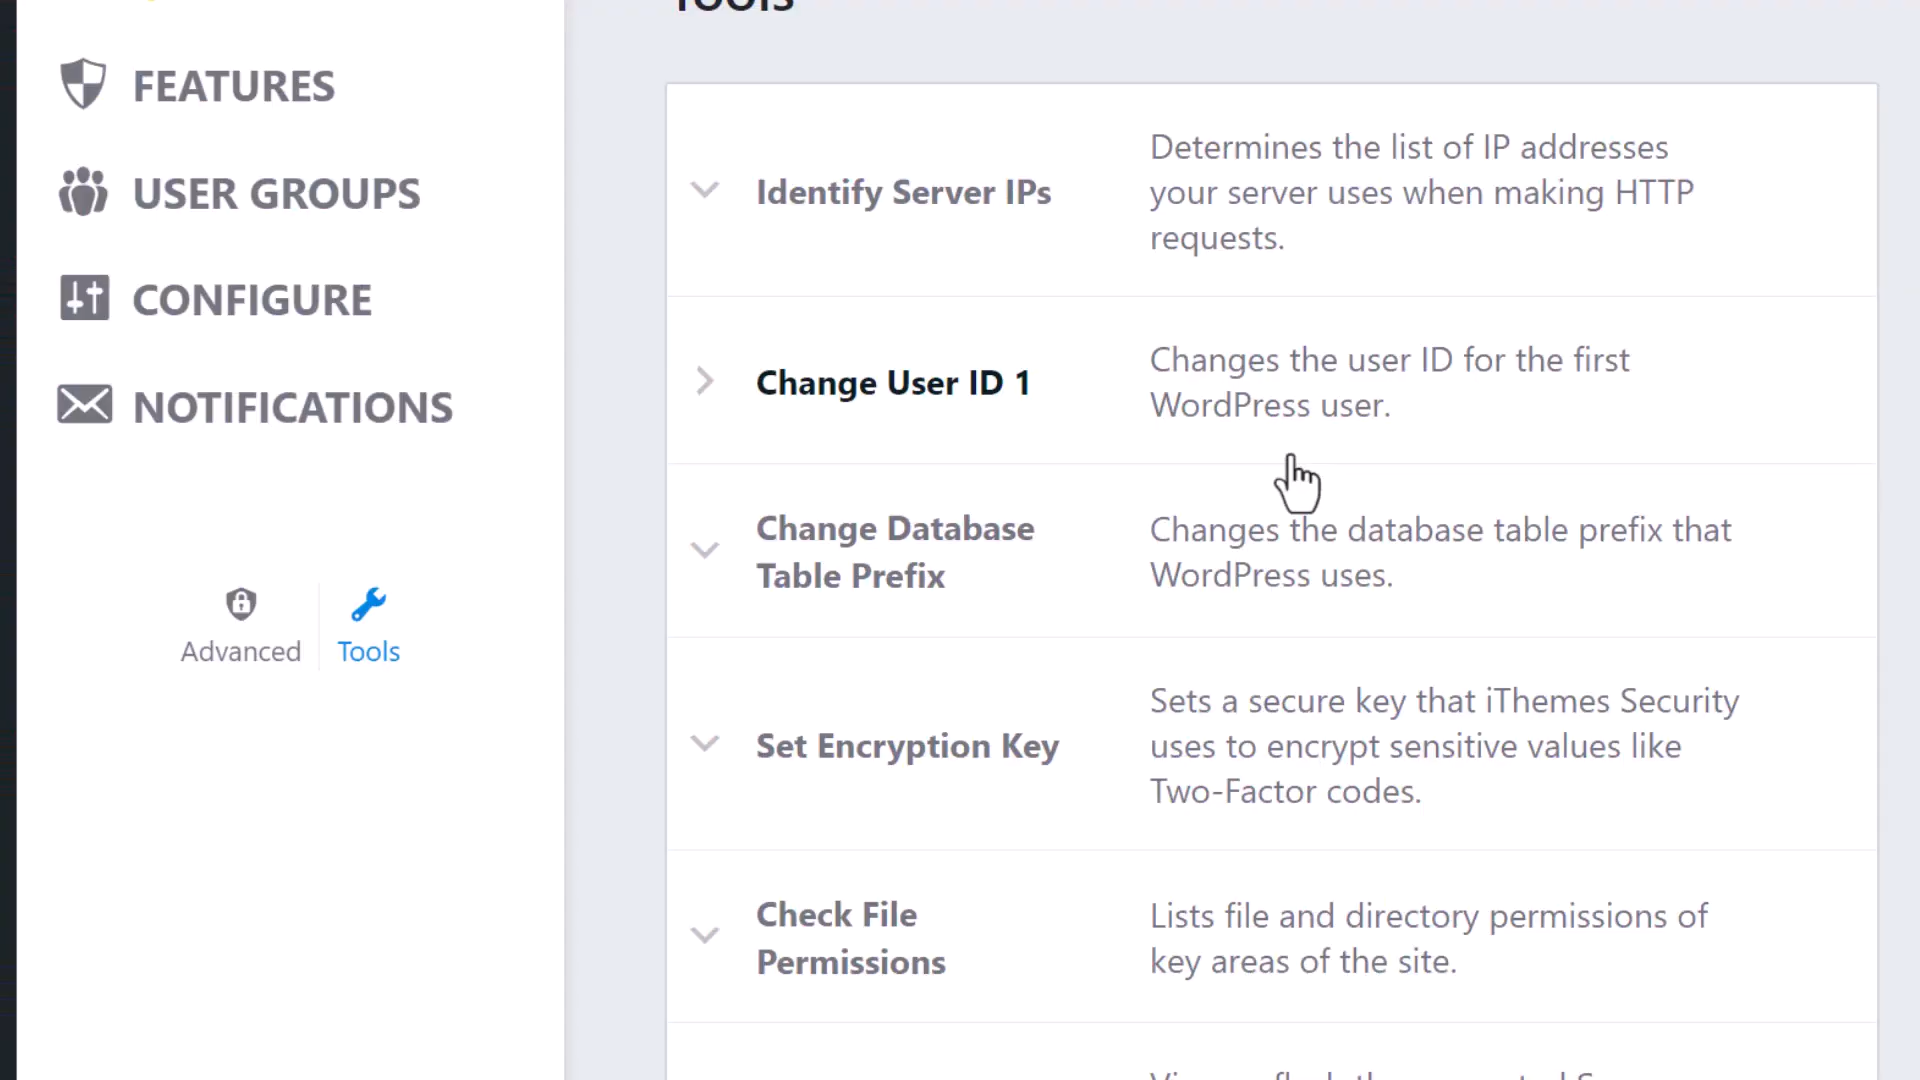 Tools
FEATURES
USER GROUPS
CONFIGURE
NOTIFICATIONS
Advanced
Tools
Identify Server IPs
Determines the list of IP addresses
your server uses when making HTTP
requests.
Change User ID 1
Changes the user ID for the first
WordPress user.
Change Database
Table Prefix
Changes the database table prefix that
WordPress uses.
Set Encryption Key
Sets a secure key that iThemes Security
uses to encrypt sensitive values like
Two-Factor codes.
Check File
Permissions
Lists file and directory permissions of
key areas of the site.